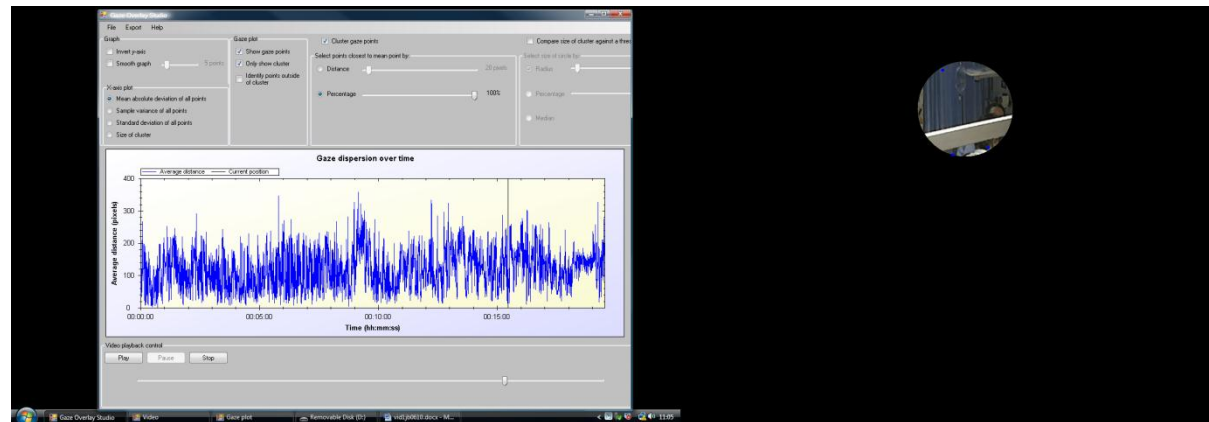 Gaze Overlay Studio
File Export Help
Graph
Invert y-axis
Smooth graph 5 points
X-axis plot
Mean absolute deviation of all points
Sample variance of all points
Standard deviation of all points
Size of cluster
Gaze plot
Show gaze points
Only show cluster
Identify points outside
of cluster
Cluster gaze points
Select points closest to mean point by:
Distance 20 pixels
Percentage 100%
Compare size of cluster against a thres
Select size of circle by:
Radius
Percentage
Median
Gaze dispersion over time
Average distance Current position
Average distance (pixels)
400
300
200
100
0
00:00:00 00:05:00 00:10:00 00:15:00
Time (hh:mm:ss)
Video playback control
Play Pause Stop
Gaze Overlay Studio Video Gaze plot Removable Disk (D:) vrd1jb0610.docx - M... 11:05